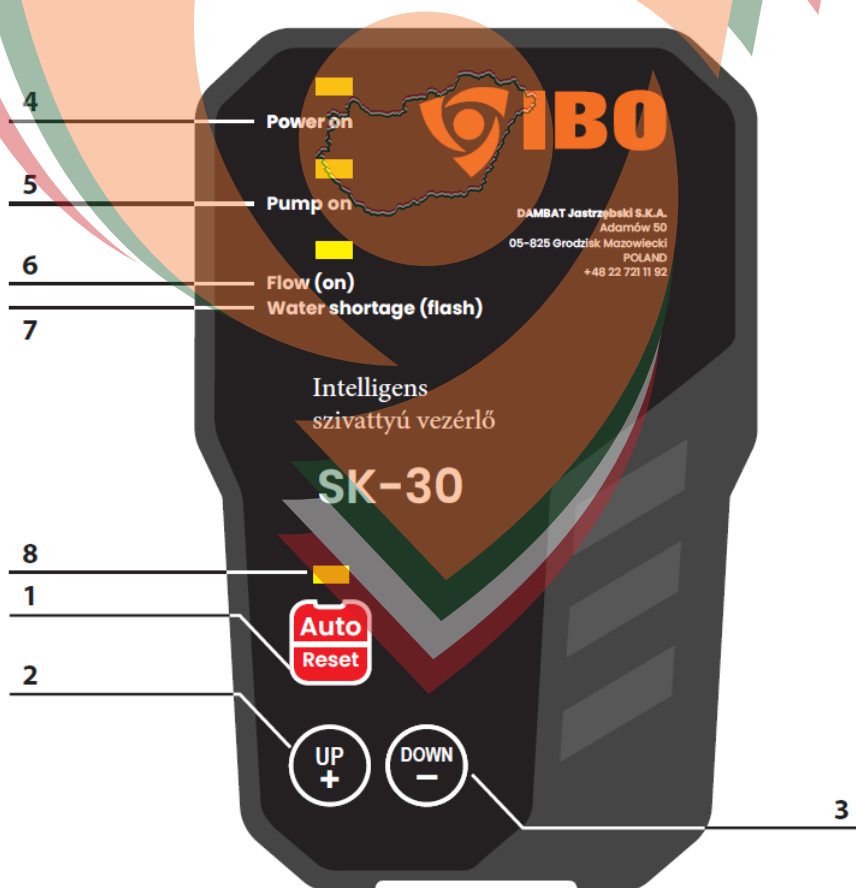 4
Power on
IBO
5
Pump on
DAMBAT Jastrzębski S.K.A.
Adamów 50
05-825 Grodzisk Mazowiecki
POLAND
+48 22 721 11 92
6
Flow (on)
Water shortage (flash)
7
Intelligens
szivattyú vezérlő
SK-30
8
1
Auto
Reset
2
UP
+
DOWN
−
3